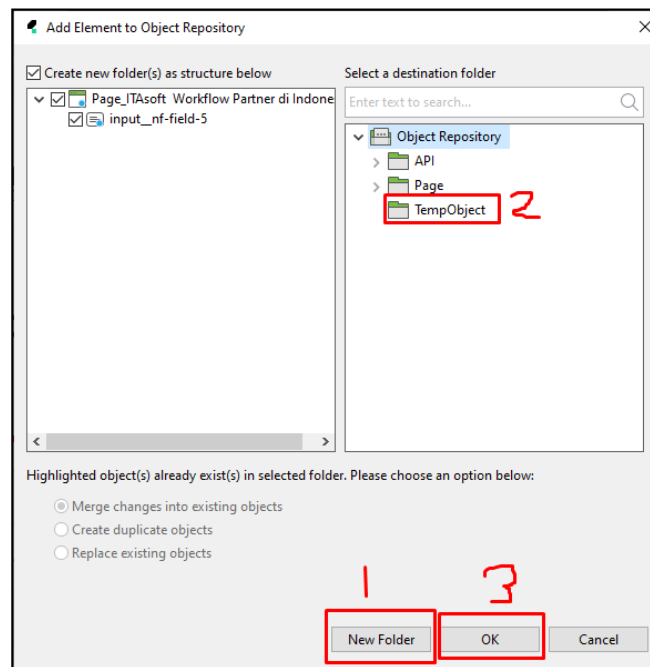 Add Element to Object Repository
Create new folder(s) as structure below
Page_ITAsoft Workflow Partner di Indone
input__nf-field-5
Select a destination folder
Enter text to search...
Object Repository
API
Page
TempObject
2
Highlighted object(s) already exist(s) in selected folder. Please choose an option below:
Merge changes into existing objects
Create duplicate objects
Replace existing objects
1 3
New Folder OK Cancel